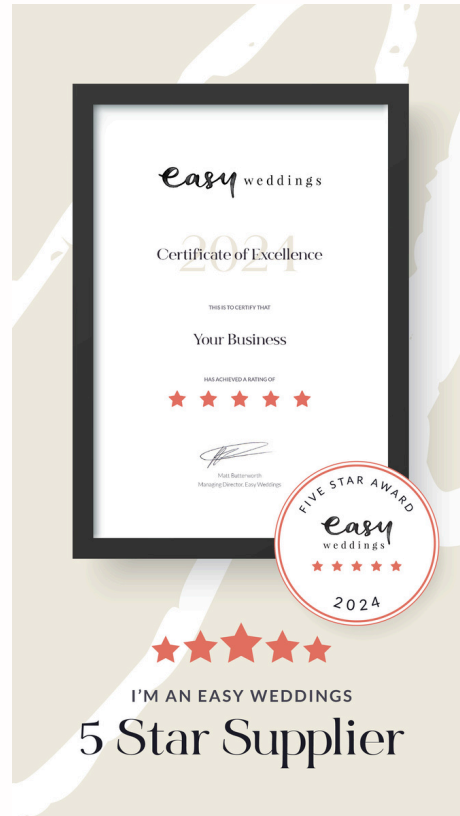 easy weddings
2024
Certificate of Excellence
THIS IS TO CERTIFY THAT
Your Business
HAS ACHIEVED A RATING OF
Matt Butterworth
Managing Director, Easy Weddings
FIVE STAR AWARD
easy
weddings
2024
I'M AN EASY WEDDINGS
5 Star Supplier